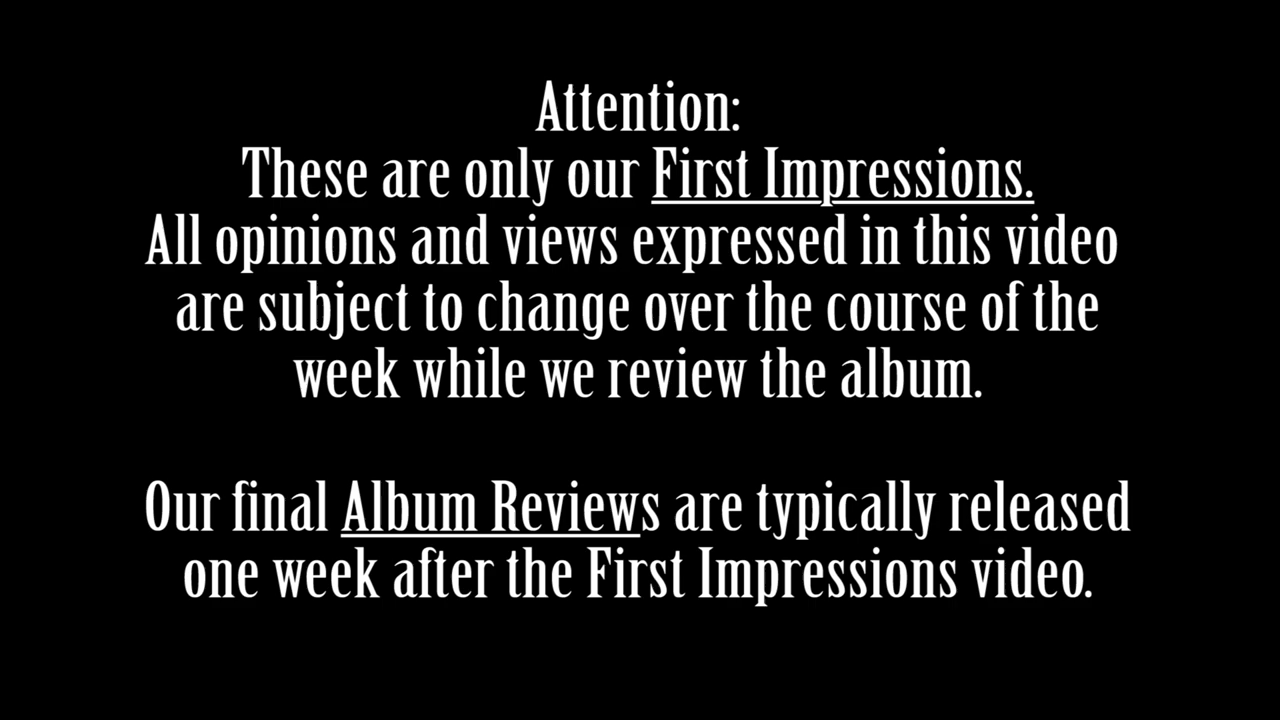 Attention:
These are only our First Impressions.
All opinions and views expressed in this video
are subject to change over the course of the
week while we review the album.
Our final Album Reviews are typically released
one week after the First Impressions video.